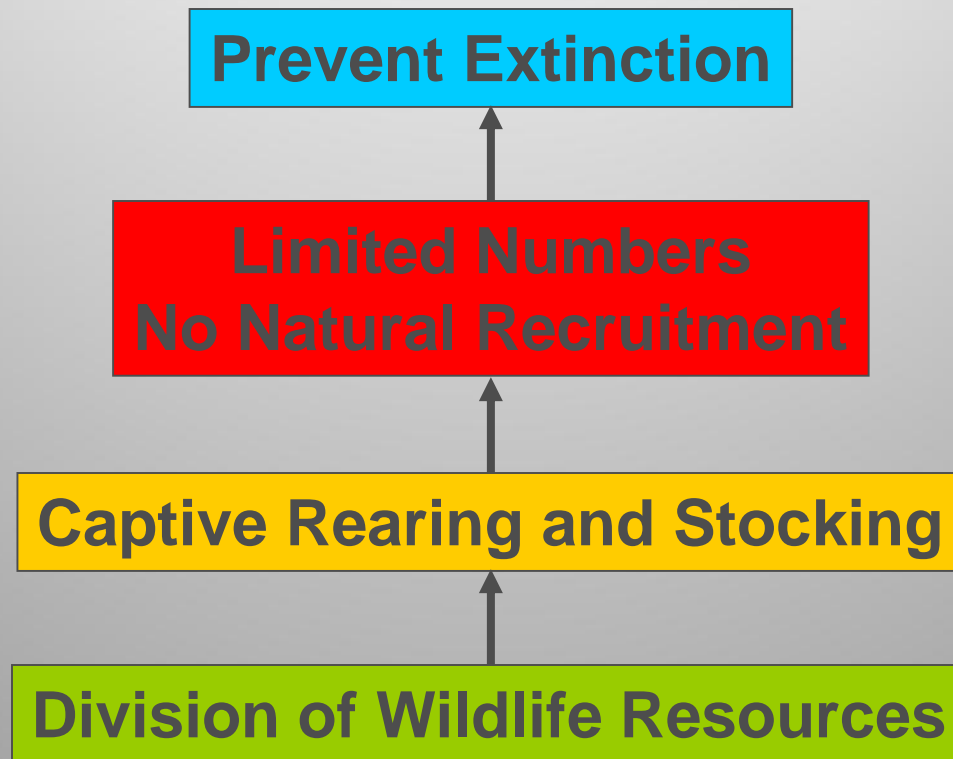 Prevent Extinction
Limited Numbers
No Natural Recruitment
Captive Rearing and Stocking
Division of Wildlife Resources